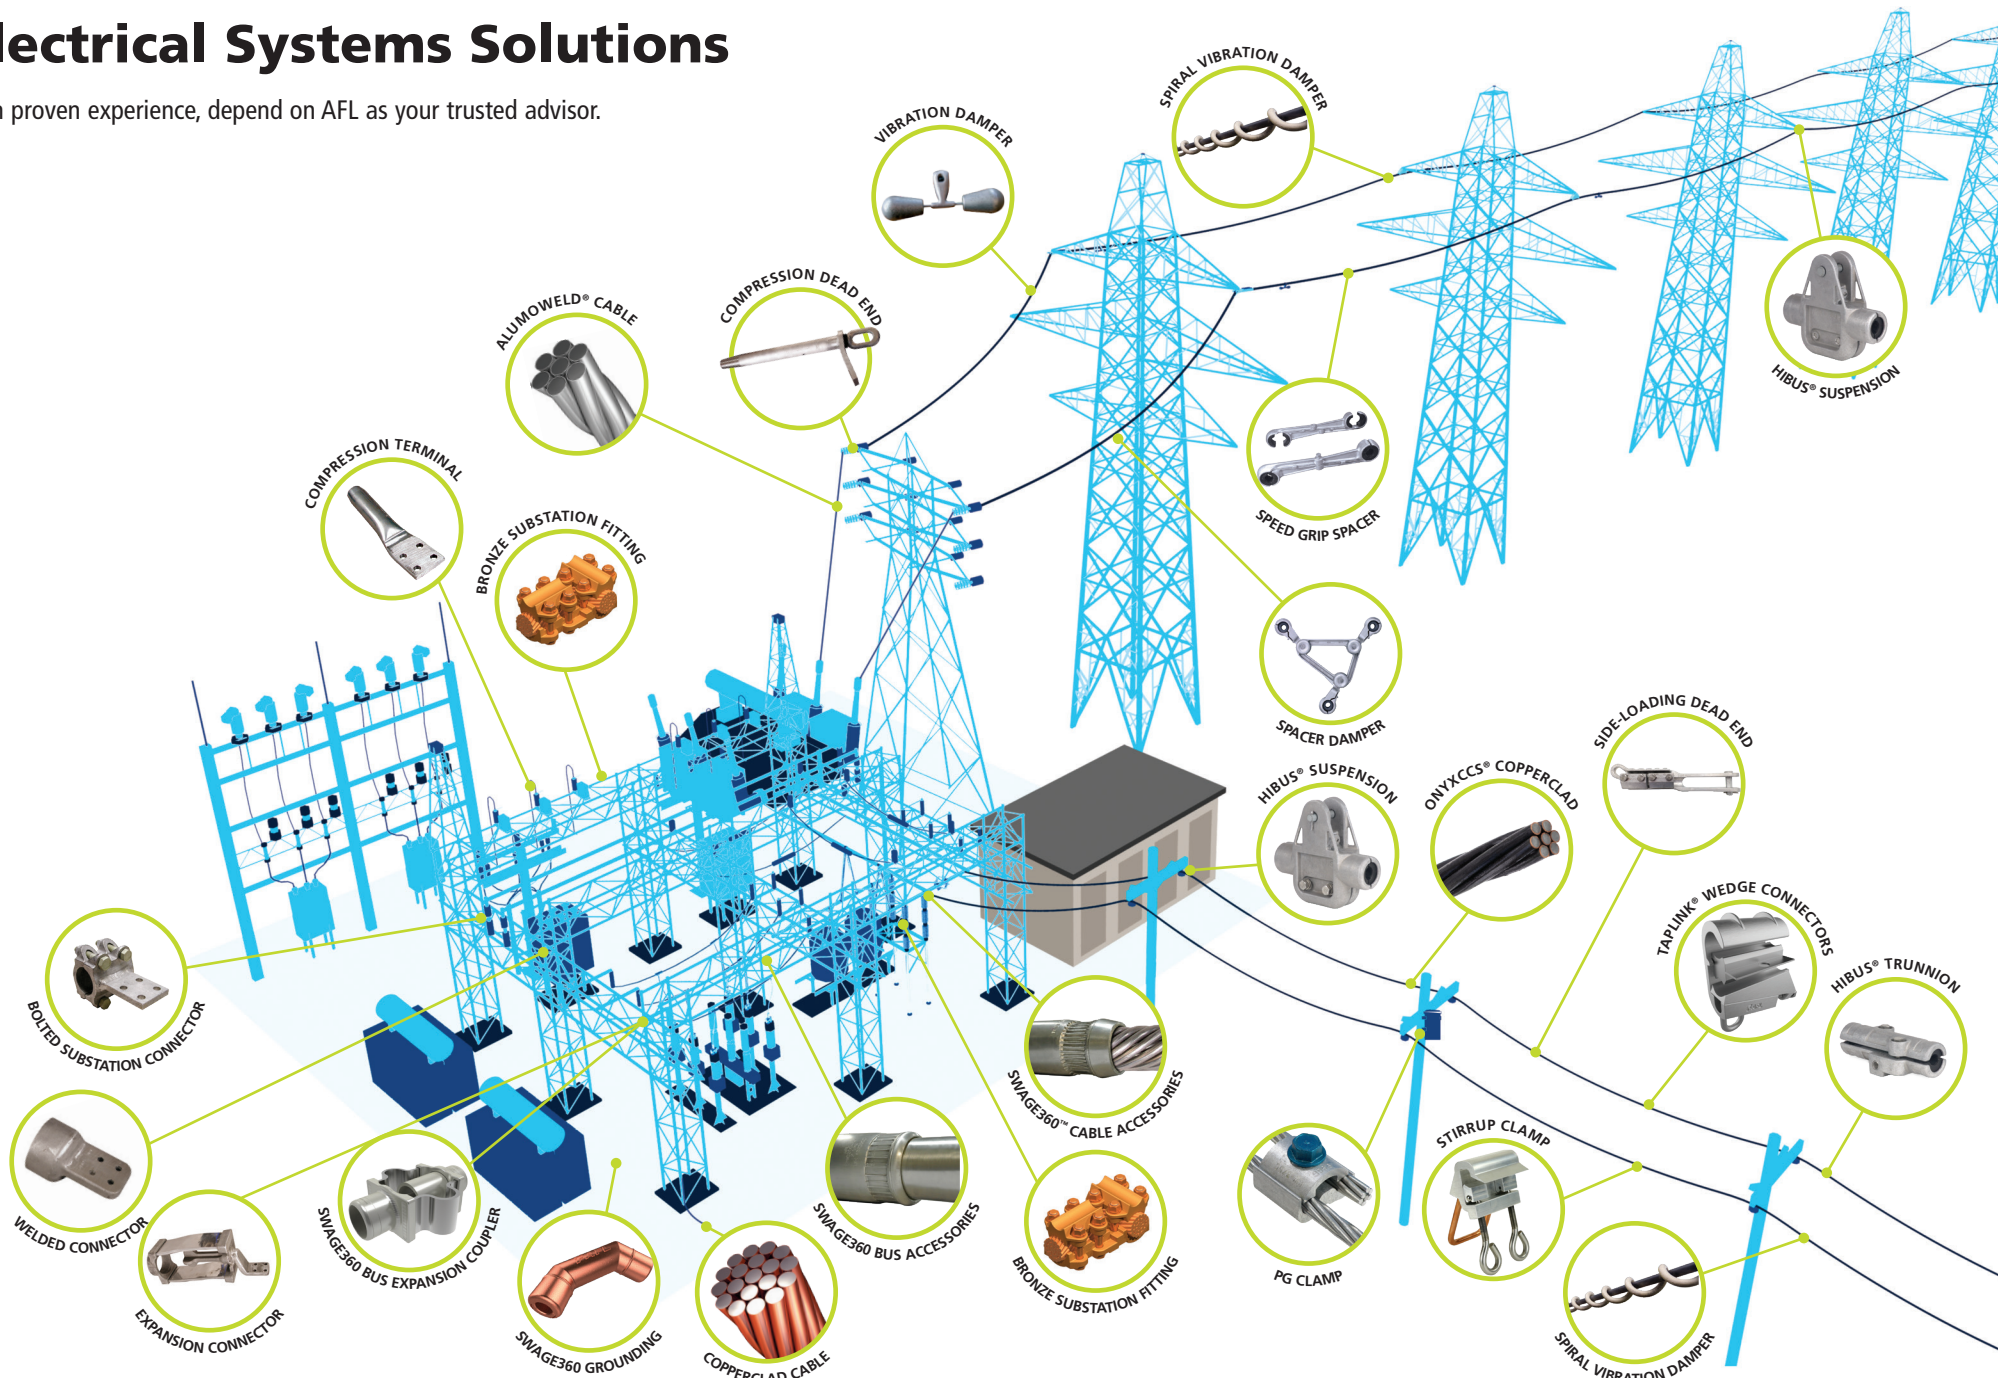 lectrical Systems Solutions
proven experience, depend on AFL as your trusted advisor.
SPIRAL VIBRATION DAMPER
VIBRATION DAMPER
COMPRESSION DEAD END
ALUMOWELD® CABLE
HIBUS® SUSPENSION
COMPRESSION TERMINAL
BRONZE SUBSTATION FITTING
SPEED GRIP SPACER
SPACER DAMPER
SIDE-LOADING DEAD END
HIBUS® SUSPENSION
ONYXCCS® COPPERCLAD
TAPLINK® WEDGE CONNECTORS
HIBUS® TRUNNION
BOLTED SUBSTATION CONNECTOR
SWAGE360™ CABLE ACCESSORIES
STIRRUP CLAMP
WELDED CONNECTOR
SWAGE360 BUS EXPANSION COUPLER
SWAGE360 BUS ACCESSORIES
BRONZE SUBSTATION FITTING
PG CLAMP
EXPANSION CONNECTOR
SWAGE360 GROUNDING
COPPERCLAD CABLE
SPIRAL VIBRATION DAMPER